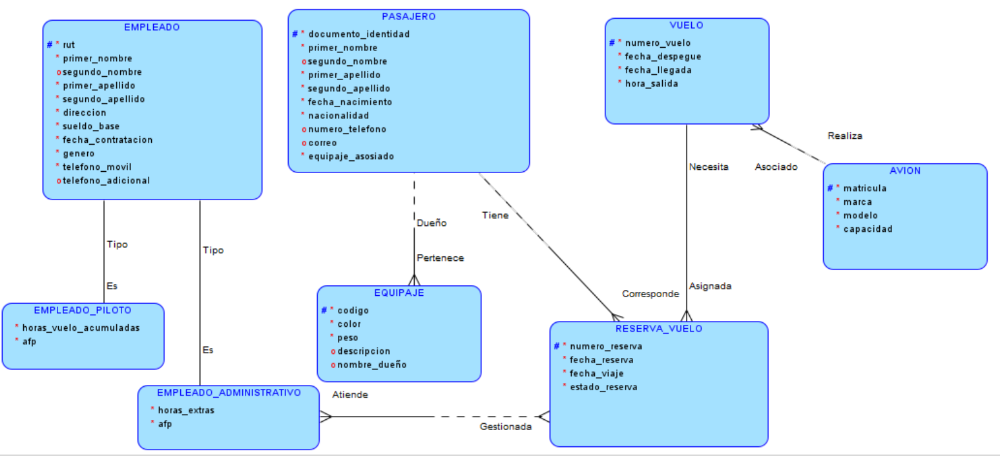 EMPLEADO
# * rut
* primer_nombre
o segundo_nombre
* primer_apellido
* segundo_apellido
* direccion
* sueldo_base
* fecha_contratacion
* genero
* telefono_movil
o telefono_adicional
PASAJERO
# * documento_identidad
* primer_nombre
o segundo_nombre
* primer_apellido
* segundo_apellido
* fecha_nacimiento
* nacionalidad
o numero_telefono
o correo
* equipaje_asosiado
VUELO
# * numero_vuelo
* fecha_despegue
* fecha_llegada
* hora_salida
Realiza
Asociado
AVION
# * matricula
* marca
* modelo
* capacidad
Necesita
Asignada
Tiene
Corresponde
Dueño
Pertenece
Tipo
Es
Tipo
Es
EMPLEADO_PILOTO
* horas_vuelo_acumuladas
* afp
EQUIPAJE
# * codigo
* color
* peso
o descripcion
o nombre_dueño
RESERVA_VUELO
# * numero_reserva
* fecha_reserva
* fecha_viaje
* estado_reserva
EMPLEADO_ADMINISTRATIVO
* horas_extras
* afp
Atiende
Gestionada